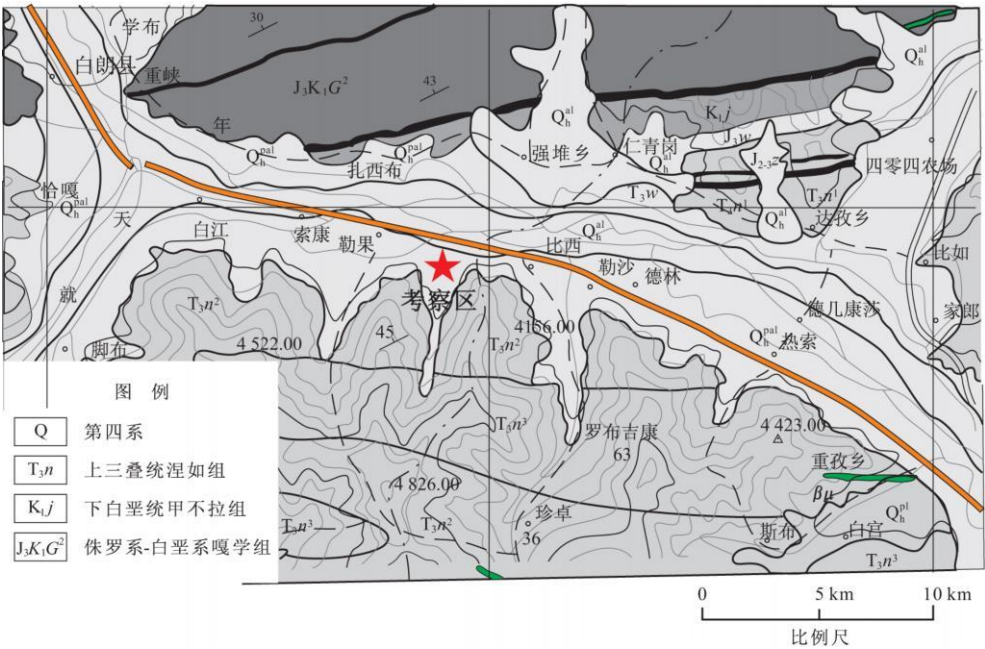 学布
30
白朗县
重峡
J₃K₁G²
43
年
Qₕᵃˡ
Qₕᵃˡ
K₁j
J₃w
J₂₋₃z
Qₕᵖᵃˡ
Qₕᵖᵃˡ
扎西布
强堆乡
仁青岗
Qₕᵃˡ
四零四农场
T₃w
T₃n¹
T₃n¹
恰嘎
Qₕᵖᵃˡ
天
白江
索康
勒果
比西
Qₕᵃˡ
Qₕᵃˡ
达孜乡
比如
勒沙
德林
就
T₃n²
考察区
德几康莎
家郎
45
4 522.00
T₃n²
4156.00
Qₕᵖᵃˡ
热索
脚布
T₃n³
罗布吉康
63
4 423.00
重孜乡
4 826.00
βμ
Qₕᵖˡ
T₃n³
T₃n²
珍卓
36
斯布
白宫
T₃n³
图 例
Q 第四系
T₃n 上三叠统涅如组
K₁j 下白垩统甲不拉组
J₃K₁G² 侏罗系-白垩系嘎学组
0 5 km 10 km
比例尺